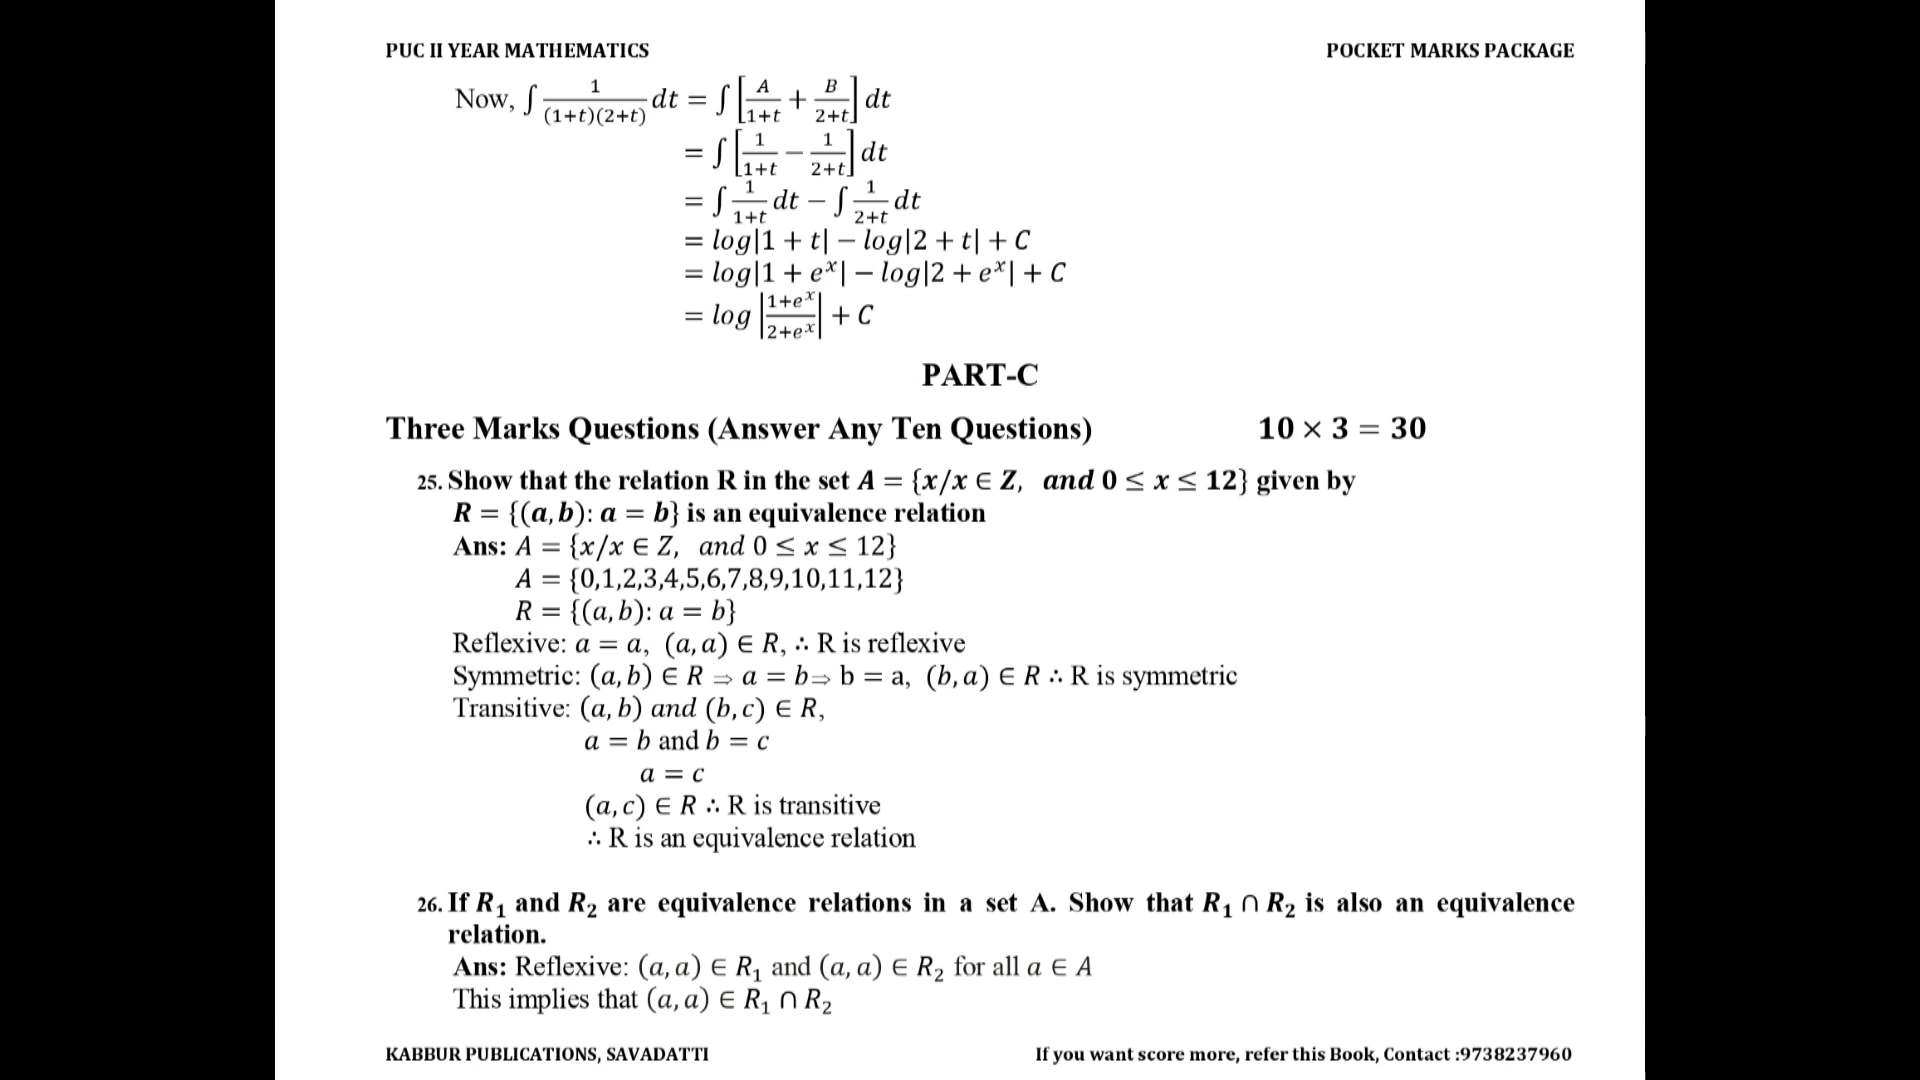 PUC II YEAR MATHEMATICS POCKET MARKS PACKAGE
Now, ∫ 1/((1+t)(2+t)) dt = ∫ [A/(1+t) + B/(2+t)] dt
= ∫ [1/(1+t) − 1/(2+t)] dt
= ∫ 1/(1+t) dt − ∫ 1/(2+t) dt
= log|1 + t| − log|2 + t| + C
= log|1 + eˣ| − log|2 + eˣ| + C
= log |(1+eˣ)/(2+eˣ)| + C
PART-C
Three Marks Questions (Answer Any Ten Questions) 10 × 3 = 30
25. Show that the relation R in the set A = {x/x ∈ Z, and 0 ≤ x ≤ 12} given by
R = {(a, b): a = b} is an equivalence relation
Ans: A = {x/x ∈ Z, and 0 ≤ x ≤ 12}
A = {0,1,2,3,4,5,6,7,8,9,10,11,12}
R = {(a, b): a = b}
Reflexive: a = a, (a, a) ∈ R, ∴ R is reflexive
Symmetric: (a, b) ∈ R ⇒ a = b⇒ b = a, (b, a) ∈ R ∴ R is symmetric
Transitive: (a, b) and (b, c) ∈ R,
a = b and b = c
a = c
(a, c) ∈ R ∴ R is transitive
∴ R is an equivalence relation
26. If R₁ and R₂ are equivalence relations in a set A. Show that R₁ ∩ R₂ is also an equivalence
relation.
Ans: Reflexive: (a, a) ∈ R₁ and (a, a) ∈ R₂ for all a ∈ A
This implies that (a, a) ∈ R₁ ∩ R₂
KABBUR PUBLICATIONS, SAVADATTI If you want score more, refer this Book, Contact :9738237960